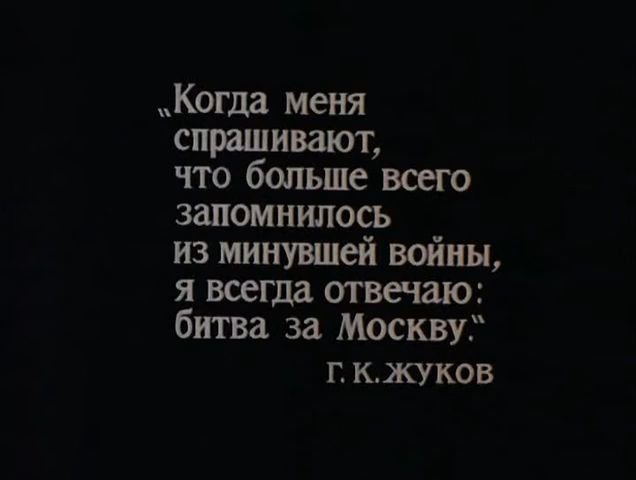 „Когда меня
спрашивают,
что больше всего
запомнилось
из минувшей войны,
я всегда отвечаю:
битва за Москву.“
Г. К. ЖУКОВ